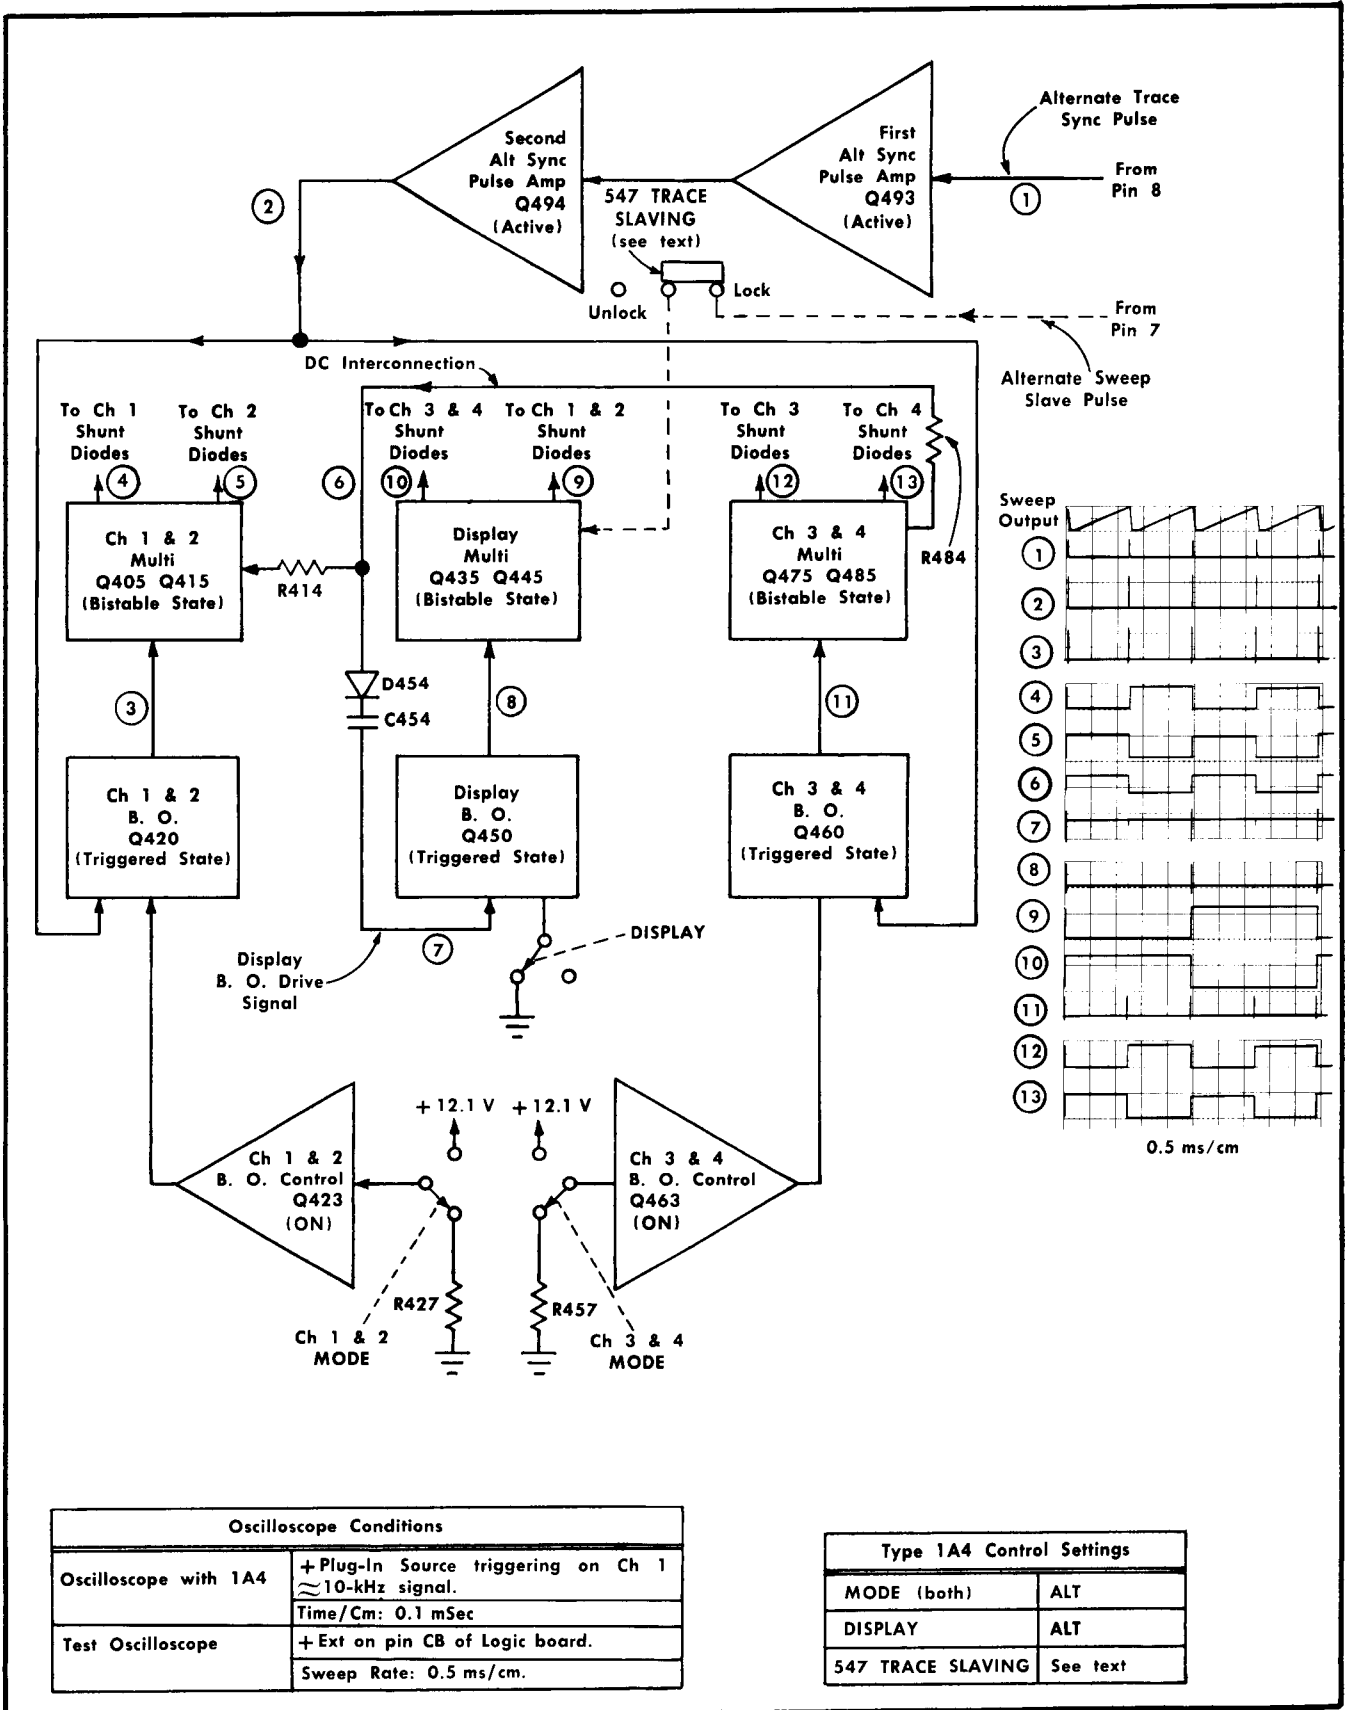 Alternate Trace
Sync Pulse
From
Pin 8
1
First
Alt Sync
Pulse Amp
Q493
(Active)
Second
Alt Sync
Pulse Amp
Q494
(Active)
2
547 TRACE
SLAVING
(see text)
Unlock
Lock
From
Pin 7
Alternate Sweep
Slave Pulse
DC Interconnection
To Ch 1
Shunt
Diodes
4
To Ch 2
Shunt
Diodes
5
6
To Ch 3 & 4
Shunt
Diodes
10
To Ch 1 & 2
Shunt
Diodes
9
To Ch 3
Shunt
Diodes
12
To Ch 4
Shunt
Diodes
13
R484
Ch 1 & 2
Multi
Q405 Q415
(Bistable State)
R414
Display
Multi
Q435 Q445
(Bistable State)
Ch 3 & 4
Multi
Q475 Q485
(Bistable State)
3
D454
C454
8
11
Ch 1 & 2
B. O.
Q420
(Triggered State)
Display
B. O.
Q450
(Triggered State)
Ch 3 & 4
B. O.
Q460
(Triggered State)
7
Display
B. O. Drive
Signal
DISPLAY
Sweep
Output
1
2
3
4
5
6
7
8
9
10
11
12
13
0.5 ms/cm
+12.1 V
+12.1 V
Ch 1 & 2
B. O. Control
Q423
(ON)
Ch 3 & 4
B. O. Control
Q463
(ON)
R427
R457
Ch 1 & 2
MODE
Ch 3 & 4
MODE
Oscilloscope Conditions
Oscilloscope with 1A4
+Plug-In Source triggering on Ch 1
≈10-kHz signal.
Time/Cm: 0.1 mSec
Test Oscilloscope
+Ext on pin CB of Logic board.
Sweep Rate: 0.5 ms/cm.
Type 1A4 Control Settings
MODE (both) ALT
DISPLAY ALT
547 TRACE SLAVING See text